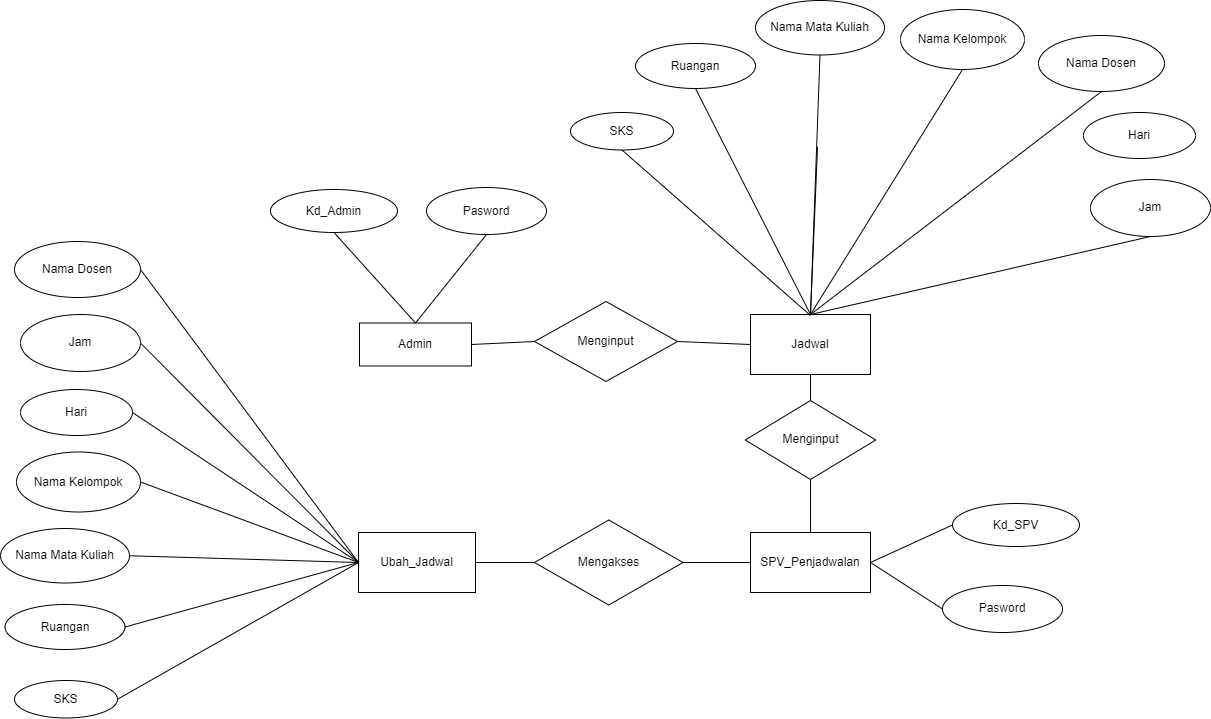 Nama Mata Kuliah
Nama Kelompok
Ruangan
Nama Dosen
SKS
Hari
Jam
Kd_Admin
Pasword
Nama Dosen
Jam
Admin
Menginput
Jadwal
Hari
Menginput
Nama Kelompok
Nama Mata Kuliah
Ubah_Jadwal
Mengakses
SPV_Penjadwalan
Kd_SPV
Pasword
Ruangan
SKS